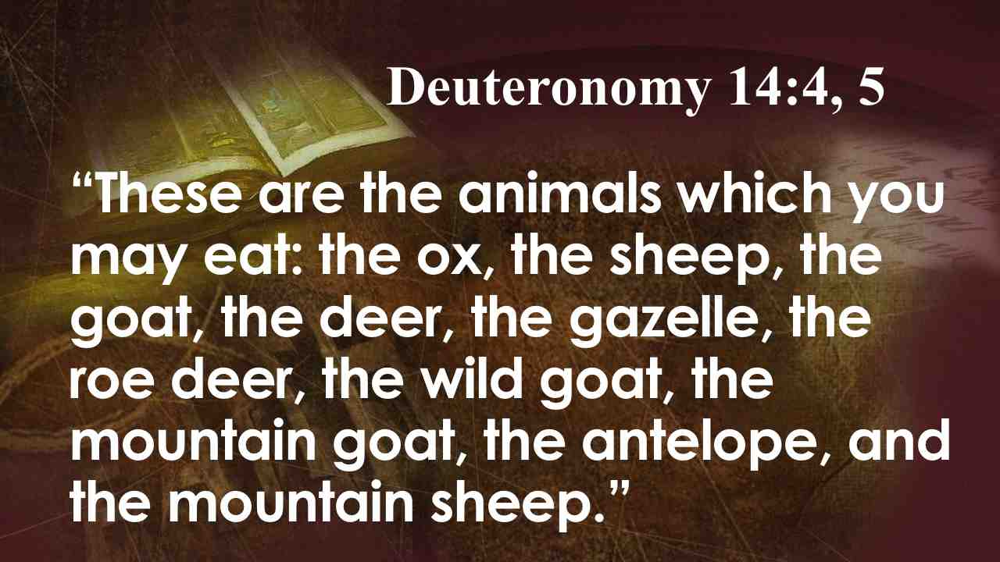 Deuteronomy 14:4, 5
“These are the animals which you
may eat: the ox, the sheep, the
goat, the deer, the gazelle, the
roe deer, the wild goat, the
mountain goat, the antelope, and
the mountain sheep.”